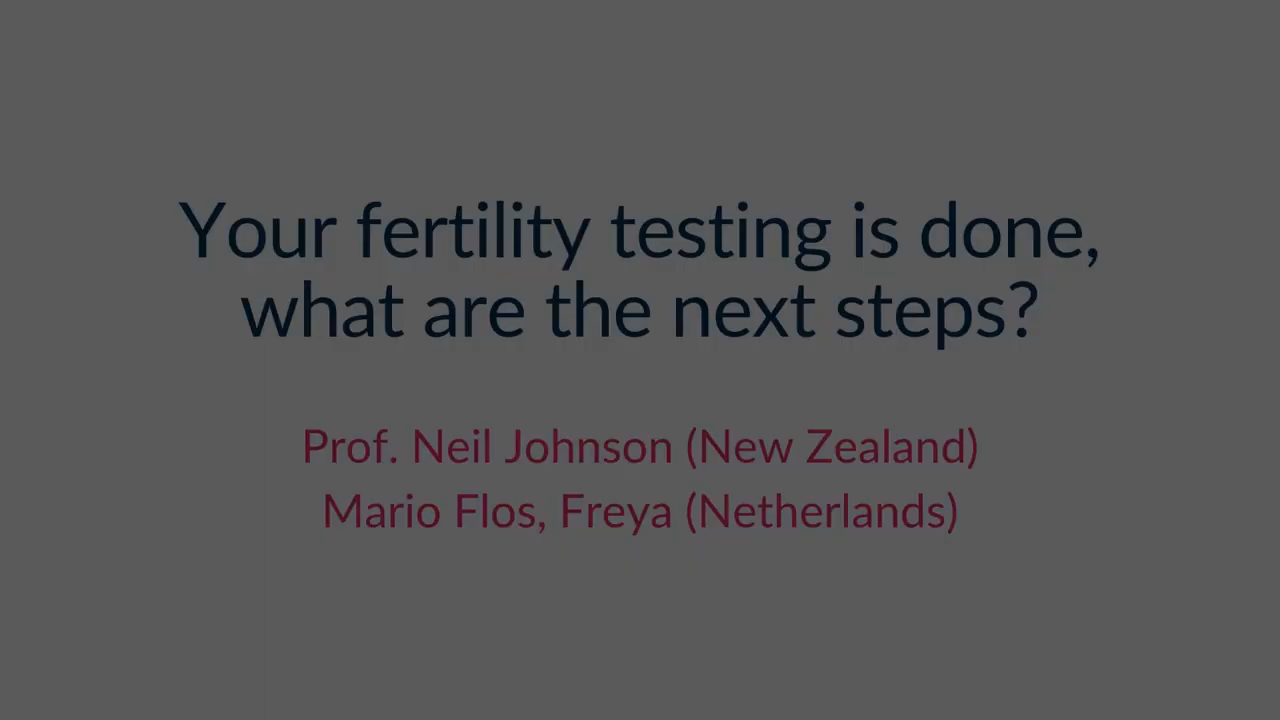 Your fertility testing is done,
what are the next steps?
Prof. Neil Johnson (New Zealand)
Mario Flos, Freya (Netherlands)